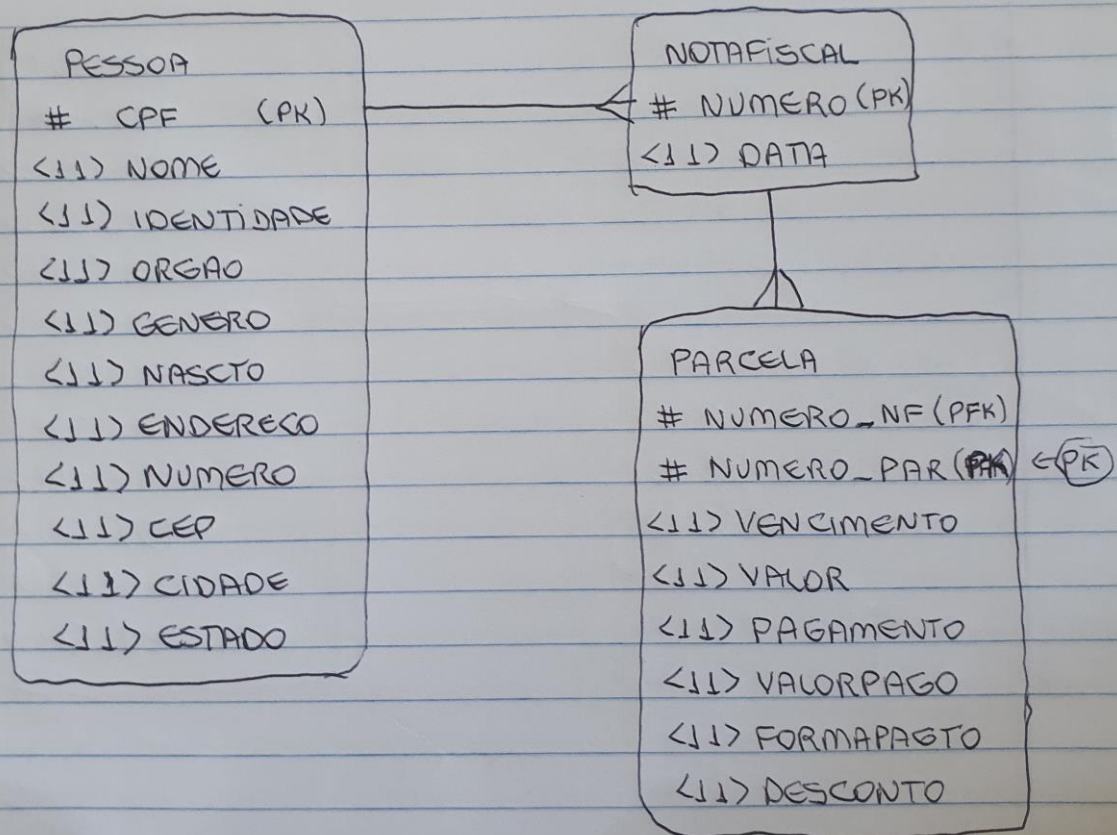 PESSOA
# CPF (PK)
<11> NOME
<11> IDENTIDADE
<11> ORGAO
<11> GENERO
<11> NASCTO
<11> ENDERECO
<11> NUMERO
<11> CEP
<11> CIDADE
<11> ESTADO
NOTAFISCAL
# NUMERO (PK)
<11> DATA
PARCELA
# NUMERO_NF (PFK)
# NUMERO_PAR ( ) ← PK
<11> VENCIMENTO
<11> VALOR
<11> PAGAMENTO
<11> VALORPAGO
<11> FORMAPAGTO
<11> DESCONTO